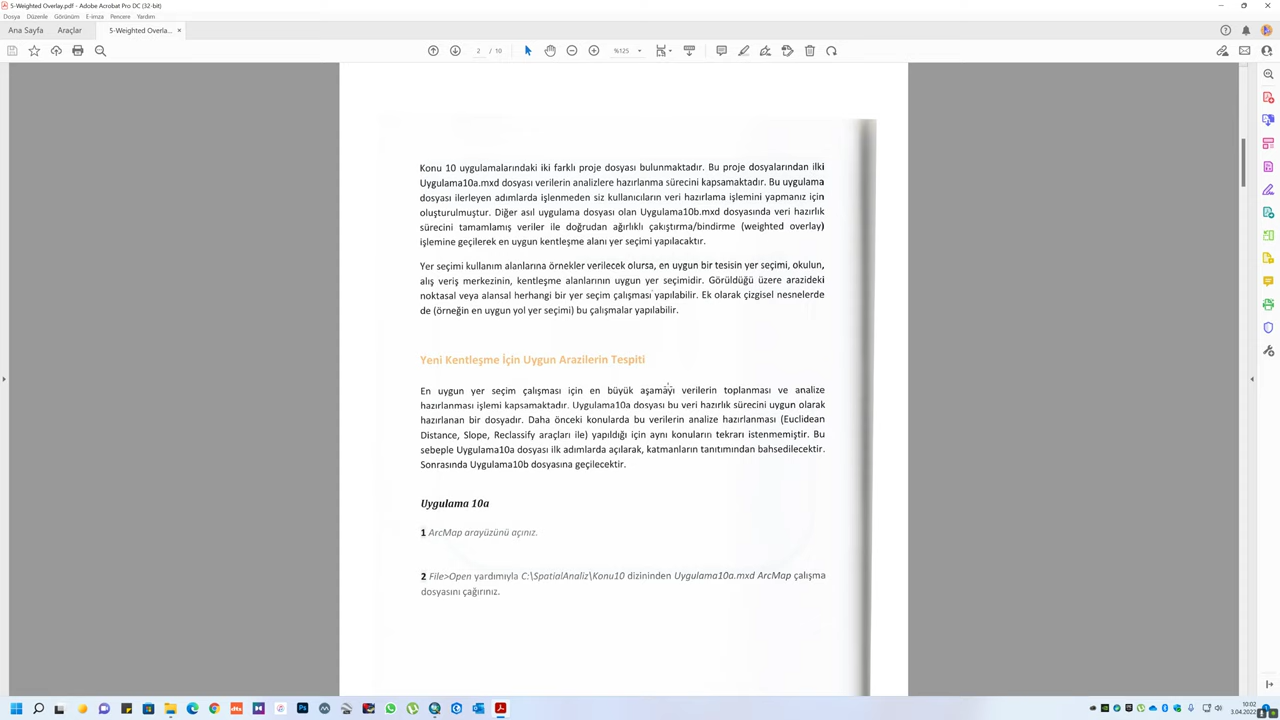 5-Weighted Overlay.pdf - Adobe Acrobat Pro DC (32-bit)
Dosya Düzenle Görünüm E-imza Pencere Yardım
Ana Sayfa Araçlar 5-Weighted Overla... ×
2 / 10 %125
Konu 10 uygulamalarındaki iki farklı proje dosyası bulunmaktadır. Bu proje dosyalarından ilki
Uygulama10a.mxd dosyası verilerin analizlere hazırlanma sürecini kapsamaktadır. Bu uygulama
dosyası ilerleyen adımlarda işlenmeden siz kullanıcıların veri hazırlama işlemini yapmanız için
oluşturulmuştur. Diğer asıl uygulama dosyası olan Uygulama10b.mxd dosyasında veri hazırlık
sürecini tamamlamış veriler ile doğrudan ağırlıklı çakıştırma/bindirme (weighted overlay)
işlemine geçilerek en uygun kentleşme alanı yer seçimi yapılacaktır.
Yer seçimi kullanım alanlarına örnekler verilecek olursa, en uygun bir tesisin yer seçimi, okulun,
alış veriş merkezinin, kentleşme alanlarının uygun yer seçimidir. Görüldüğü üzere arazideki
noktasal veya alansal herhangi bir yer seçim çalışması yapılabilir. Ek olarak çizgisel nesnelerde
de (örneğin en uygun yol yer seçimi) bu çalışmalar yapılabilir.
Yeni Kentleşme İçin Uygun Arazilerin Tespiti
En uygun yer seçim çalışması için en büyük aşamayı verilerin toplanması ve analize
hazırlanması işlemi kapsamaktadır. Uygulama10a dosyası bu veri hazırlık sürecini uygun olarak
hazırlanan bir dosyadır. Daha önceki konularda bu verilerin analize hazırlanması (Euclidean
Distance, Slope, Reclassify araçları ile) yapıldığı için aynı konuların tekrarı istenmemiştir. Bu
sebeple Uygulama10a dosyası ilk adımlarda açılarak, katmanların tanıtımından bahsedilecektir.
Sonrasında Uygulama10b dosyasına geçilecektir.
Uygulama 10a
1 ArcMap arayüzünü açınız.
2 File>Open yardımıyla C:\SpatialAnaliz\Konu10 dizininden Uygulama10a.mxd ArcMap çalışma
dosyasını çağırınız.
10:02
3.04.2022